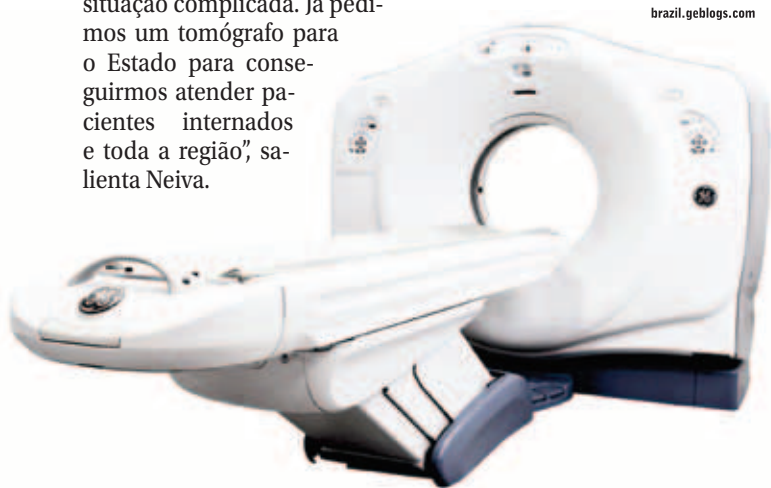 situação complicada. Já pedi-
mos um tomógrafo para
o Estado para conse-
guirmos atender pa-
cientes internados
e toda a região”, sa-
lienta Neiva.
brazil.geblogs.com